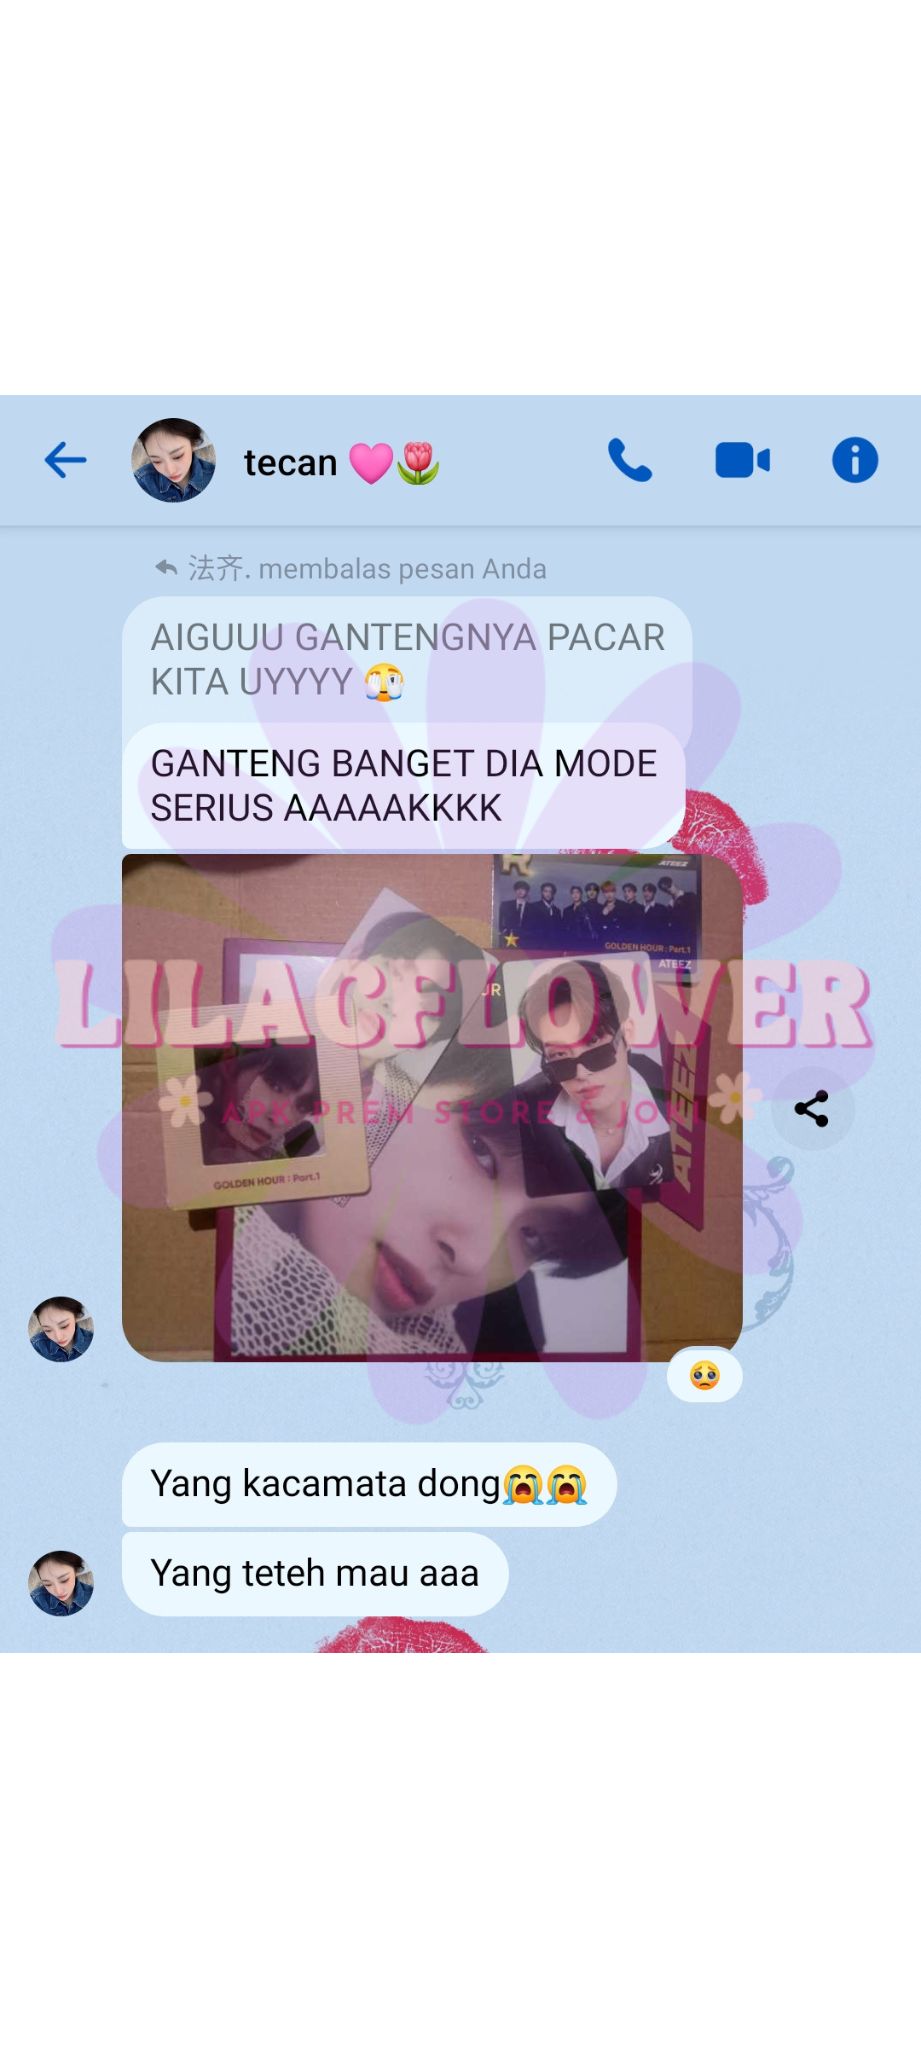 tecan 🩷🌷
法齐. membalas pesan Anda
AIGUUU GANTENGNYA PACAR
KITA UYYYY 🫣
GANTENG BANGET DIA MODE
SERIUS AAAAAKKKK
R
ATEEZ
GOLDEN HOUR : Part.1
ATEEZ
UR
LILACFLOWER
APK PREM STORE & JOKI
ATEEZ
GOLDEN HOUR : Part.1
🥺
Yang kacamata dong😭😭
Yang teteh mau aaa